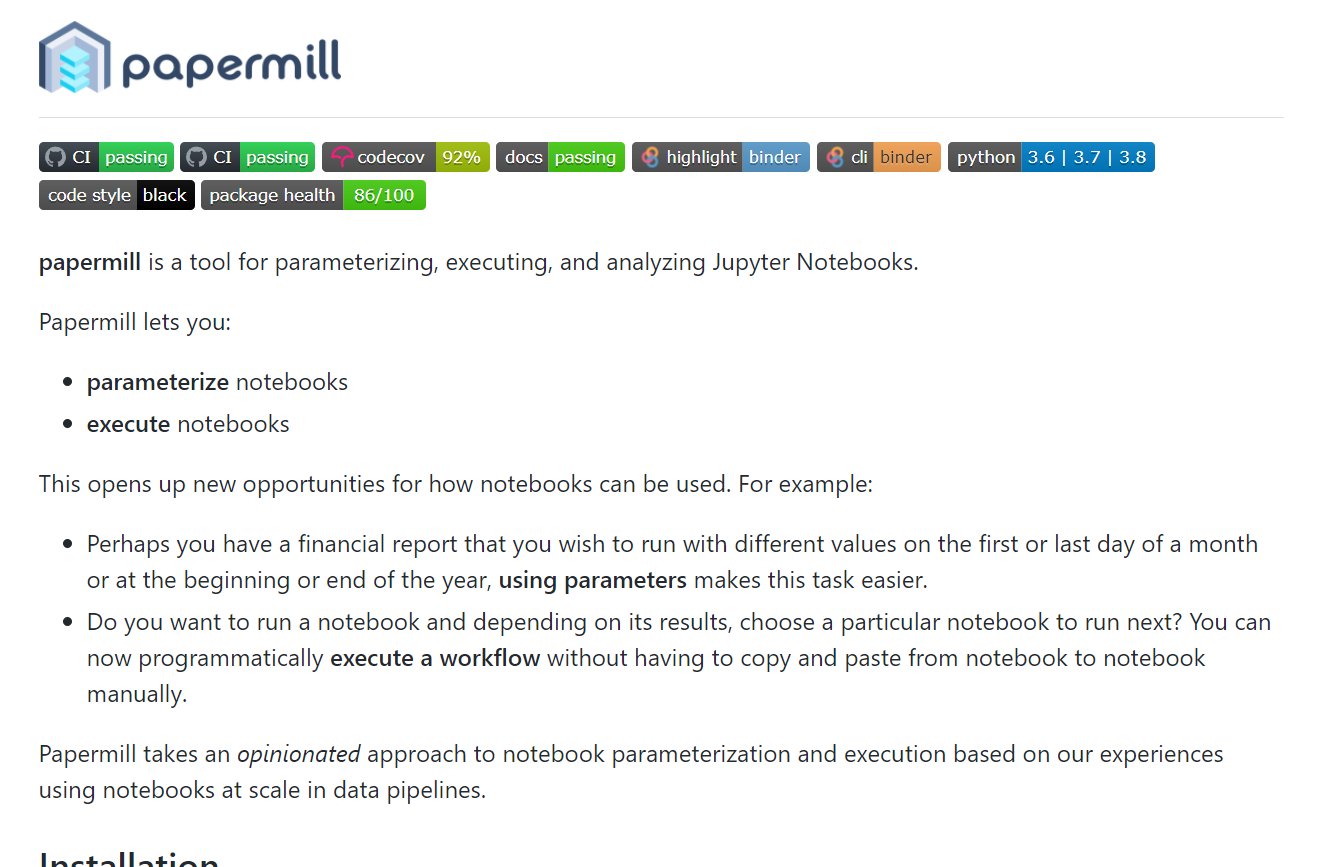 papermill
CI passing CI passing codecov 92% docs passing highlight binder cli binder python 3.6 | 3.7 | 3.8
code style black package health 86/100
papermill is a tool for parameterizing, executing, and analyzing Jupyter Notebooks.
Papermill lets you:
• parameterize notebooks
• execute notebooks
This opens up new opportunities for how notebooks can be used. For example:
• Perhaps you have a financial report that you wish to run with different values on the first or last day of a month
or at the beginning or end of the year, using parameters makes this task easier.
• Do you want to run a notebook and depending on its results, choose a particular notebook to run next? You can
now programmatically execute a workflow without having to copy and paste from notebook to notebook
manually.
Papermill takes an opinionated approach to notebook parameterization and execution based on our experiences
using notebooks at scale in data pipelines.
Installation